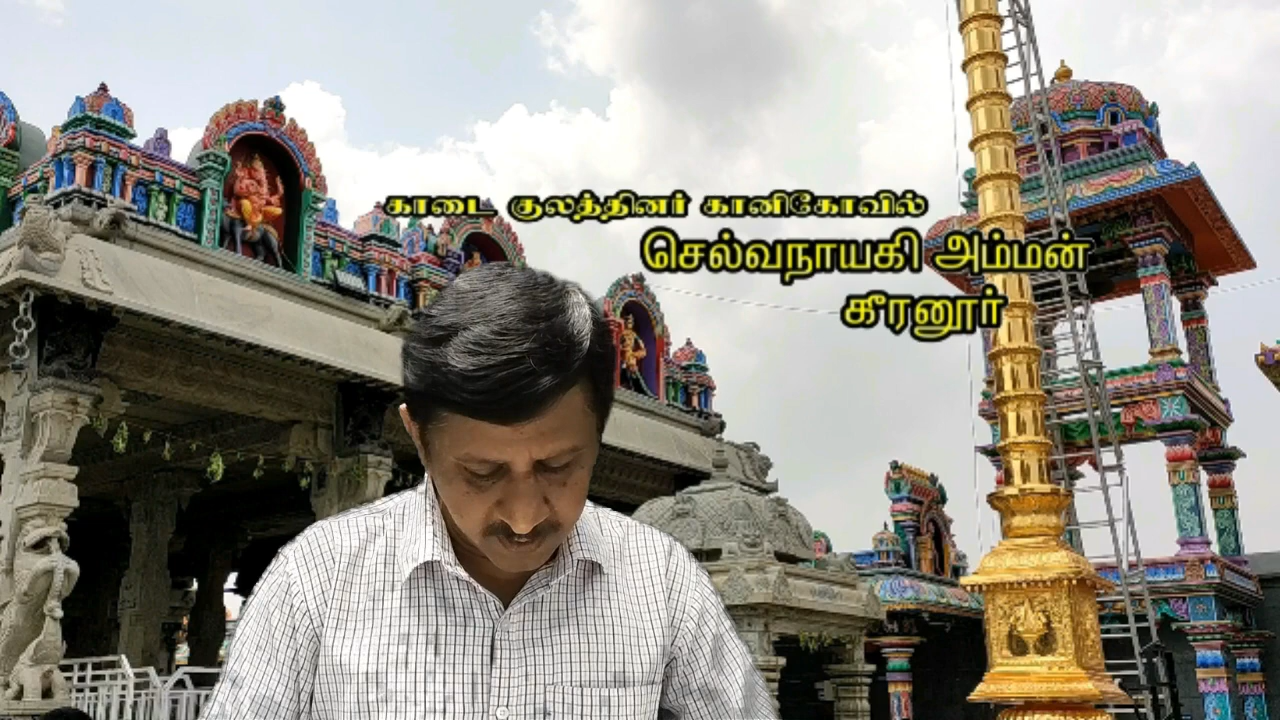 காடை குலத்தினர் கானிகோவில்
செல்வநாயகி அம்மன்
கீரனூர்